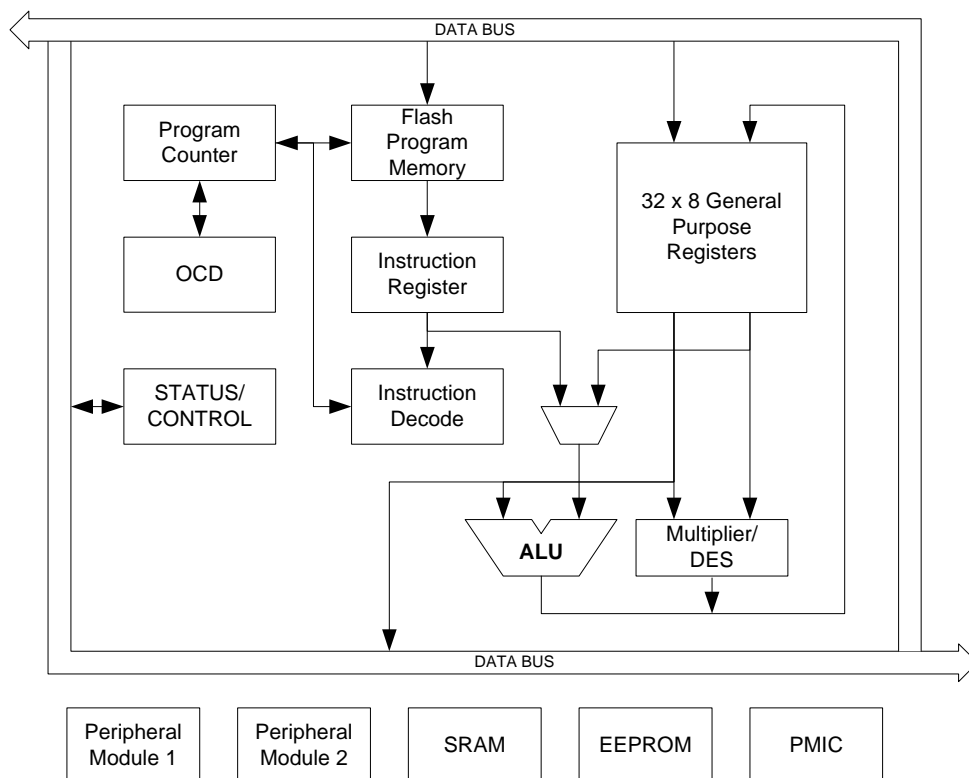 DATA BUS
Program
Counter
Flash
Program
Memory
32 x 8 General
Purpose
Registers
OCD
Instruction
Register
STATUS/
CONTROL
Instruction
Decode
ALU
Multiplier/
DES
DATA BUS
Peripheral
Module 1
Peripheral
Module 2
SRAM
EEPROM
PMIC